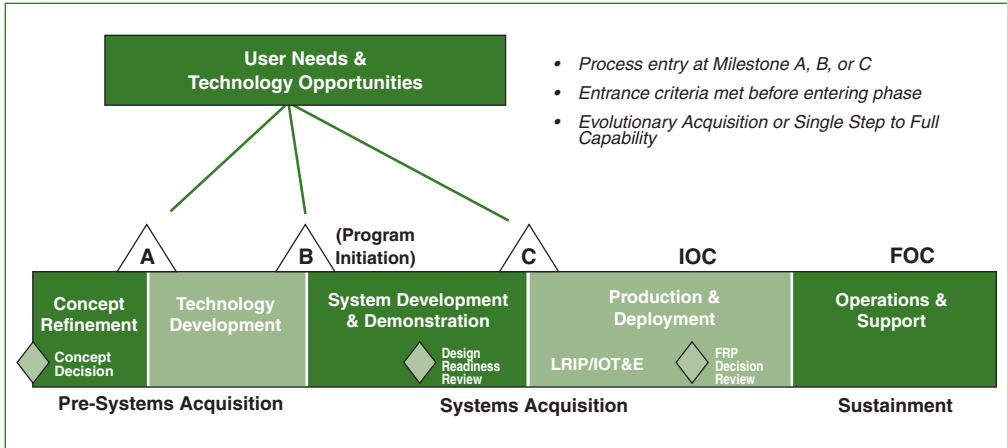 User Needs &
Technology Opportunities
• Process entry at Milestone A, B, or C
• Entrance criteria met before entering phase
• Evolutionary Acquisition or Single Step to Full
Capability
A
B
(Program
Initiation)
C
IOC
FOC
Concept
Refinement
Technology
Development
System Development
& Demonstration
Production &
Deployment
Operations &
Support
Concept
Decision
Design
Readiness
Review
LRIP/IOT&E
FRP
Decision
Review
Pre-Systems Acquisition
Systems Acquisition
Sustainment